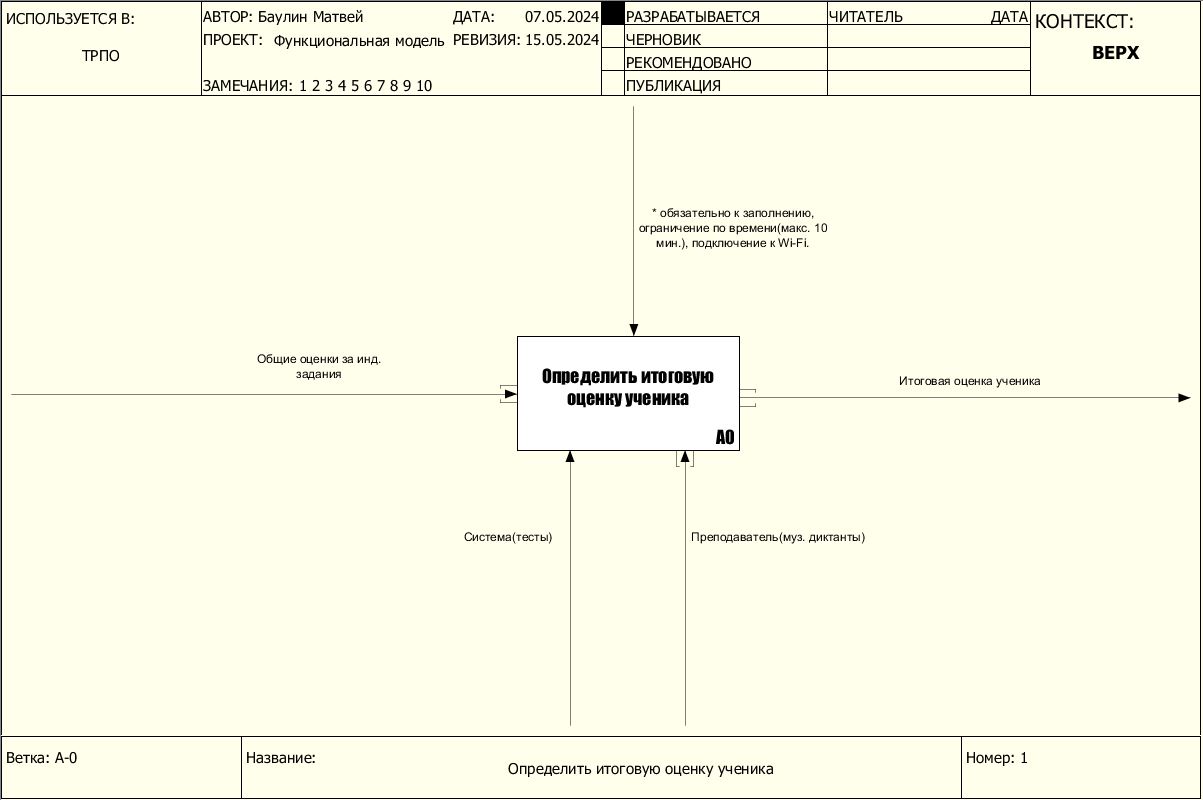 ИСПОЛЬЗУЕТСЯ В:
ТРПО
АВТОР: Баулин Матвей
ДАТА: 07.05.2024
ПРОЕКТ: Функциональная модель
РЕВИЗИЯ: 15.05.2024
ЗАМЕЧАНИЯ: 1 2 3 4 5 6 7 8 9 10
РАЗРАБАТЫВАЕТСЯ
ЧЕРНОВИК
РЕКОМЕНДОВАНО
ПУБЛИКАЦИЯ
ЧИТАТЕЛЬ
ДАТА
КОНТЕКСТ:
ВЕРХ
* обязательно к заполнению,
ограничение по времени(макс. 10
мин.), подключение к Wi-Fi.
Общие оценки за инд.
задания
Определить итоговую
оценку ученика
A0
Итоговая оценка ученика
Система(тесты)
Преподаватель(муз. диктанты)
Ветка: A-0
Название:
Определить итоговую оценку ученика
Номер: 1